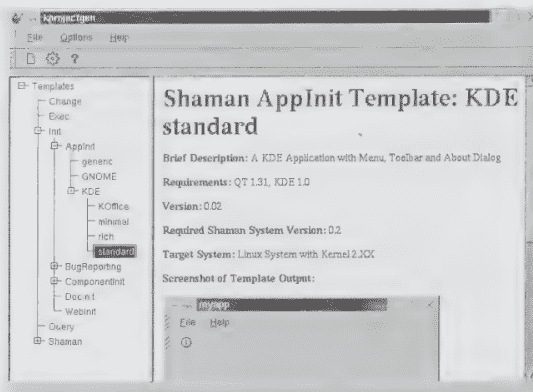 kprojectgen
File Options Help
Templates
Change
Exec
Init
AppInit
generic
GNOME
KDE
KOffice
minimal
rich
standard
BugReporting
ComponentInit
DocInit
WebInit
Query
Shaman
Shaman AppInit Template: KDE
standard
Brief Description: A KDE Application with Menu, Toolbar and About Dialog
Requirements: QT 1.31, KDE 1.0
Version: 0.02
Required Shaman System Version: 0.2
Target System: Linux System with Kernel 2.XX
Screenshot of Template Output:
myapp
File Help